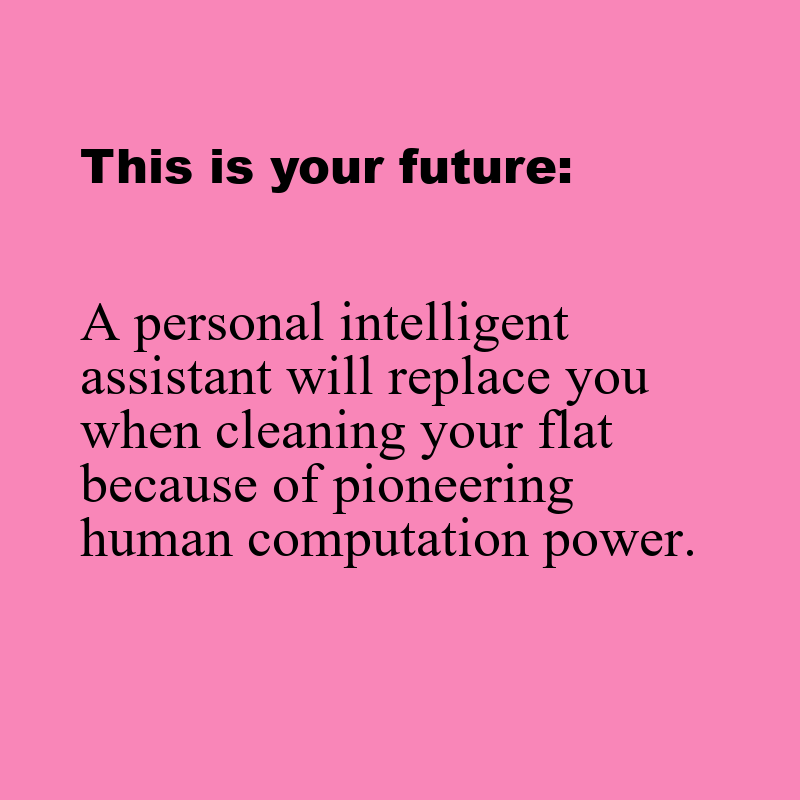 This is your future:
A personal intelligent
assistant will replace you
when cleaning your flat
because of pioneering
human computation power.